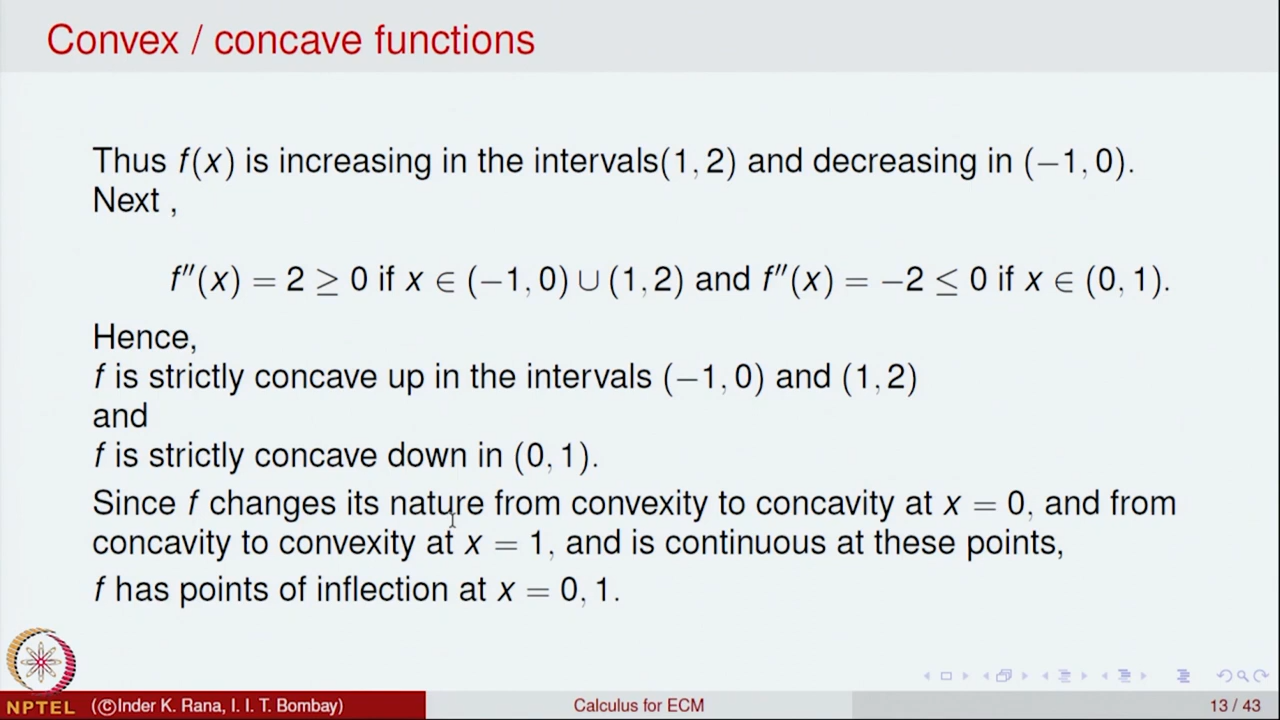 Convex / concave functions
Thus f(x) is increasing in the intervals(1, 2) and decreasing in (−1, 0).
Next ,
f″(x) = 2 ≥ 0 if x ∈ (−1, 0) ∪ (1, 2) and f″(x) = −2 ≤ 0 if x ∈ (0, 1).
Hence,
f is strictly concave up in the intervals (−1, 0) and (1, 2)
and
f is strictly concave down in (0, 1).
Since f changes its nature from convexity to concavity at x = 0, and from
concavity to convexity at x = 1, and is continuous at these points,
f has points of inflection at x = 0, 1.
NPTEL (©Inder K. Rana, I. I. T. Bombay) Calculus for ECM 13 / 43